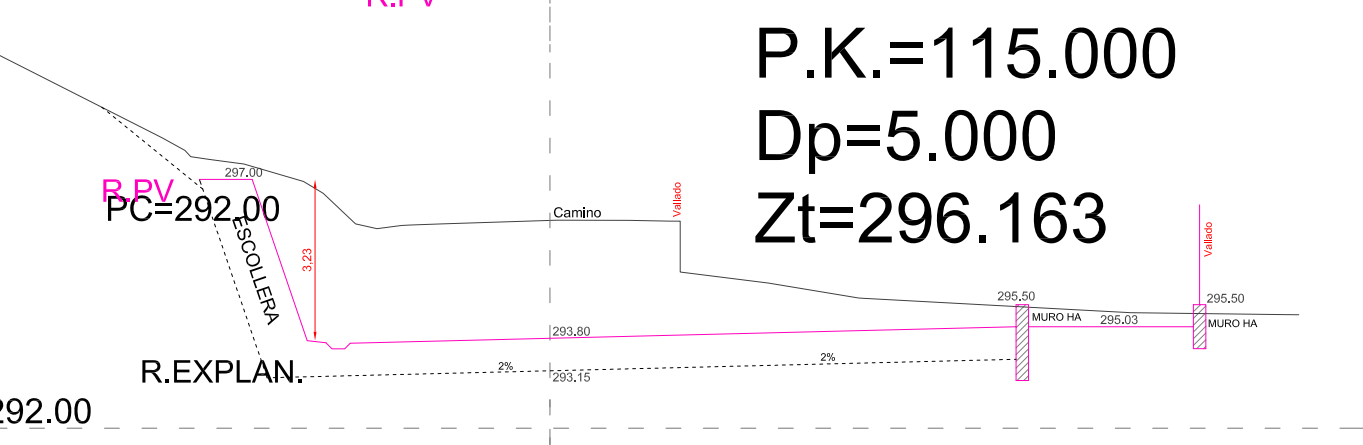 R.PV
P.K.=115.000
Dp=5.000
Zt=296.163
297.00
R.PV
PC=292.00
ESCOLLERA
3,23
Camino
Vallado
Vallado
295.50
295.50
MURO HA
295.03
MURO HA
293.80
2%
2%
293.15
R.EXPLAN.
292.00